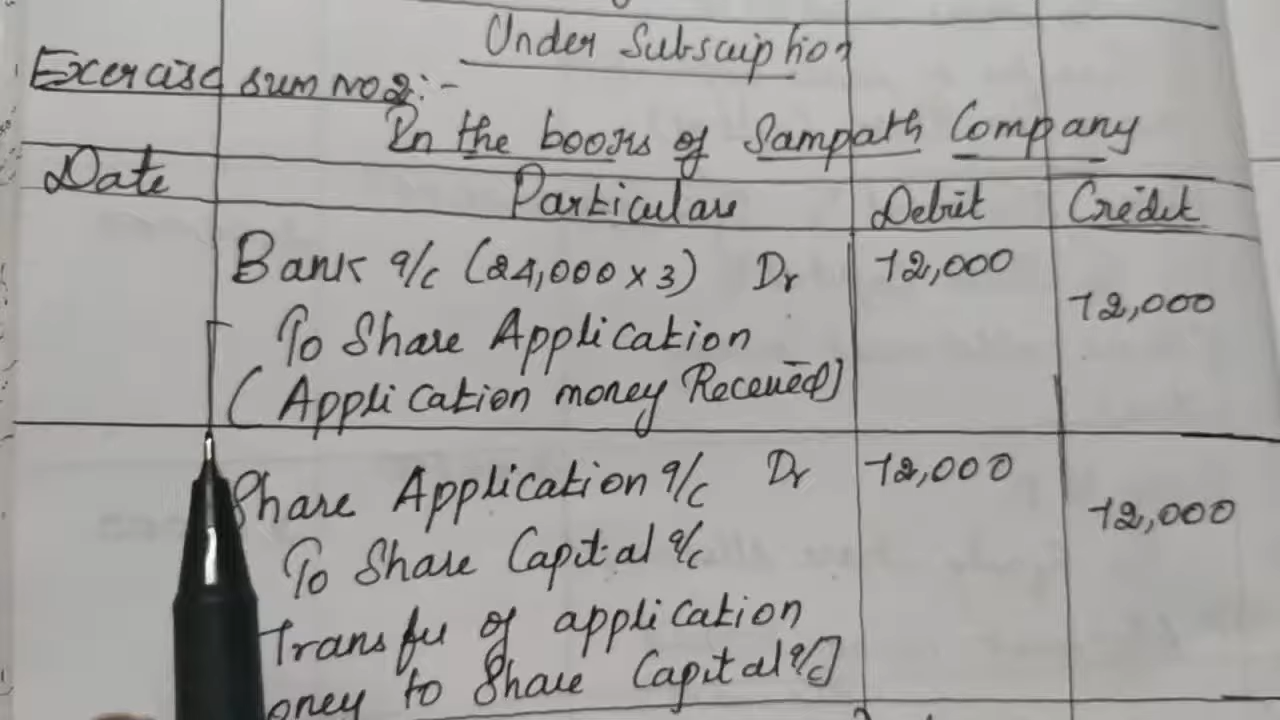 Under Subscription
Exercise sum no 2:-
In the books of Sampath Company
Date Particulars Debit Credit
Bank a/c (24,000 x 3) Dr 72,000
To Share Application 72,000
(Application money Received)
Share Application a/c Dr 72,000
To Share Capital a/c 72,000
Transfer of application
oney to Share Capital a/c]